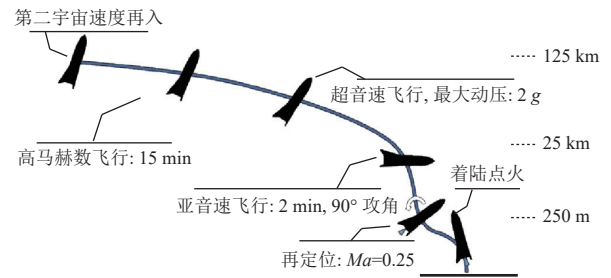 第二宇宙速度再入
125 km
超音速飞行, 最大动压: 2 g
高马赫数飞行: 15 min
25 km
着陆点火
亚音速飞行: 2 min, 90° 攻角
250 m
再定位: Ma=0.25